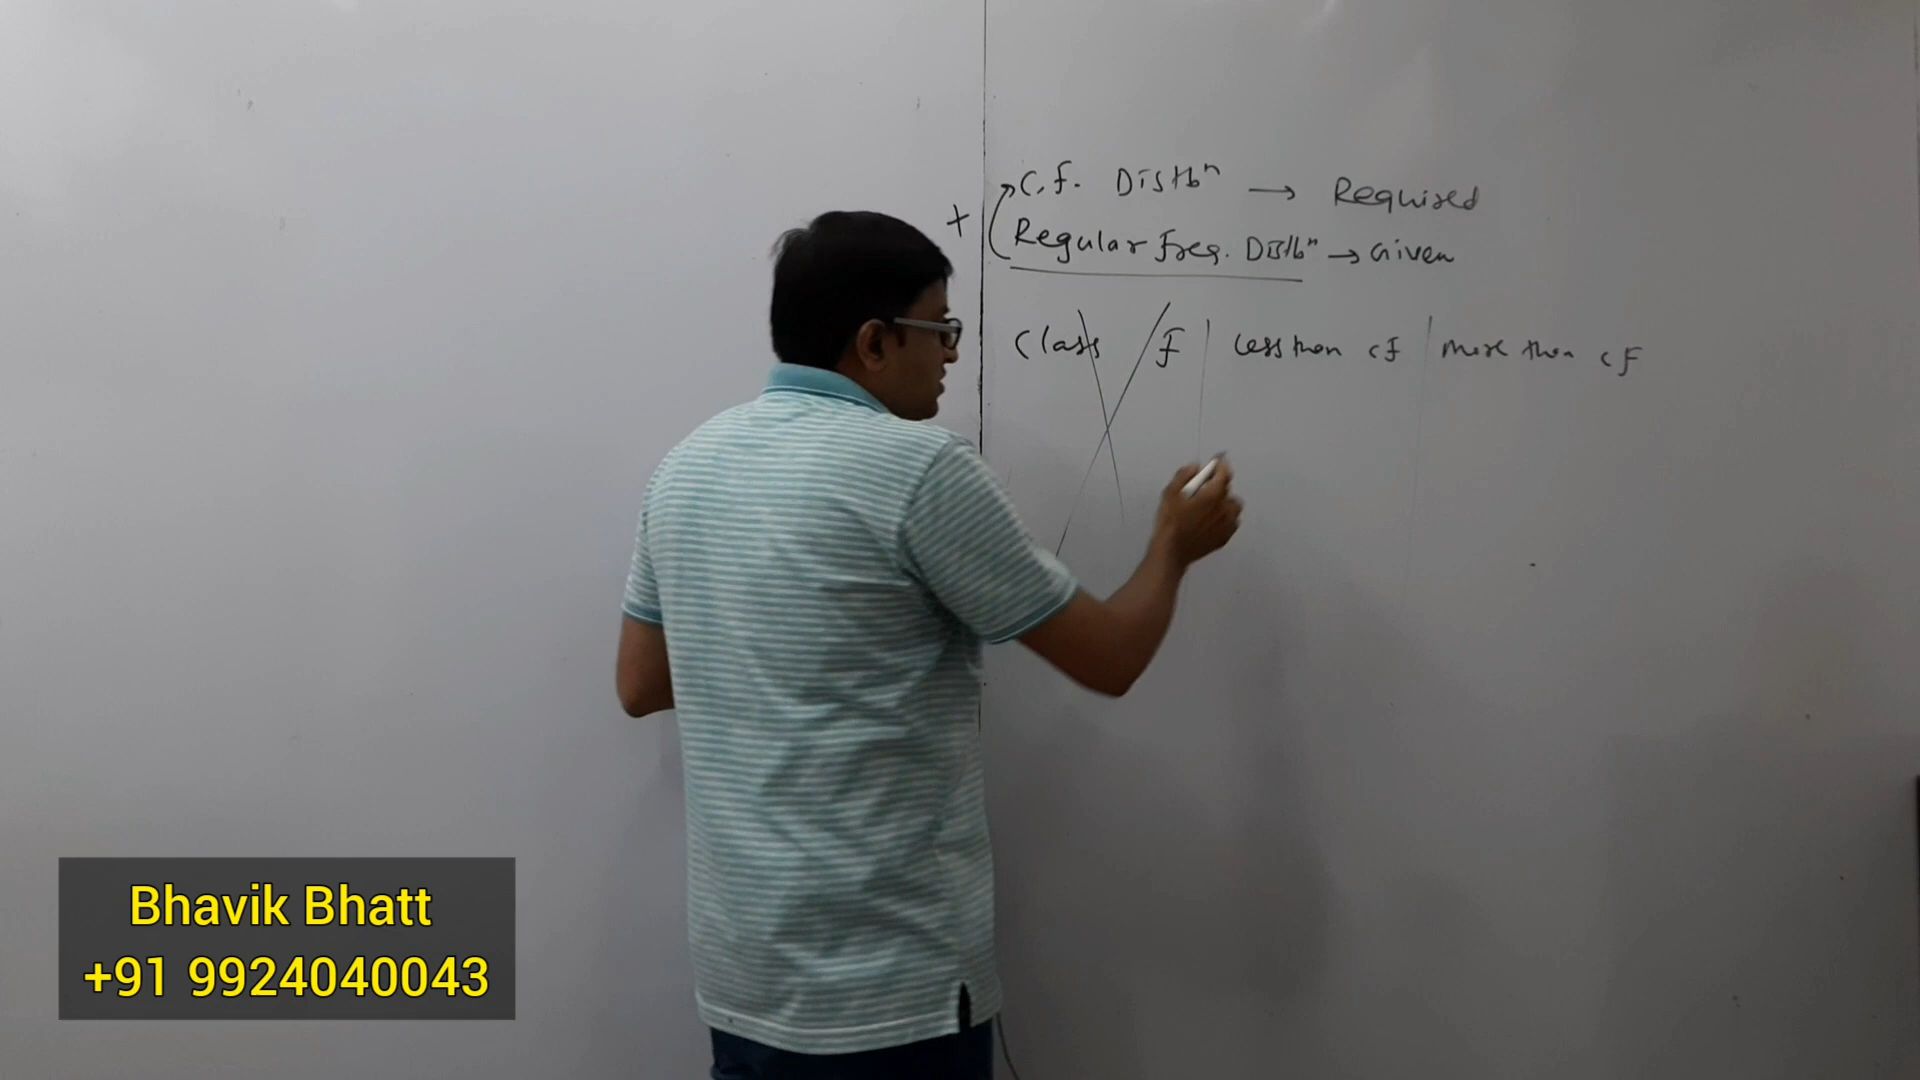 C.f. Distbⁿ → Required
+
Regular Freq. Distbⁿ → Given
Class f Less than cf more than cf
Bhavik Bhatt
+91 9924040043